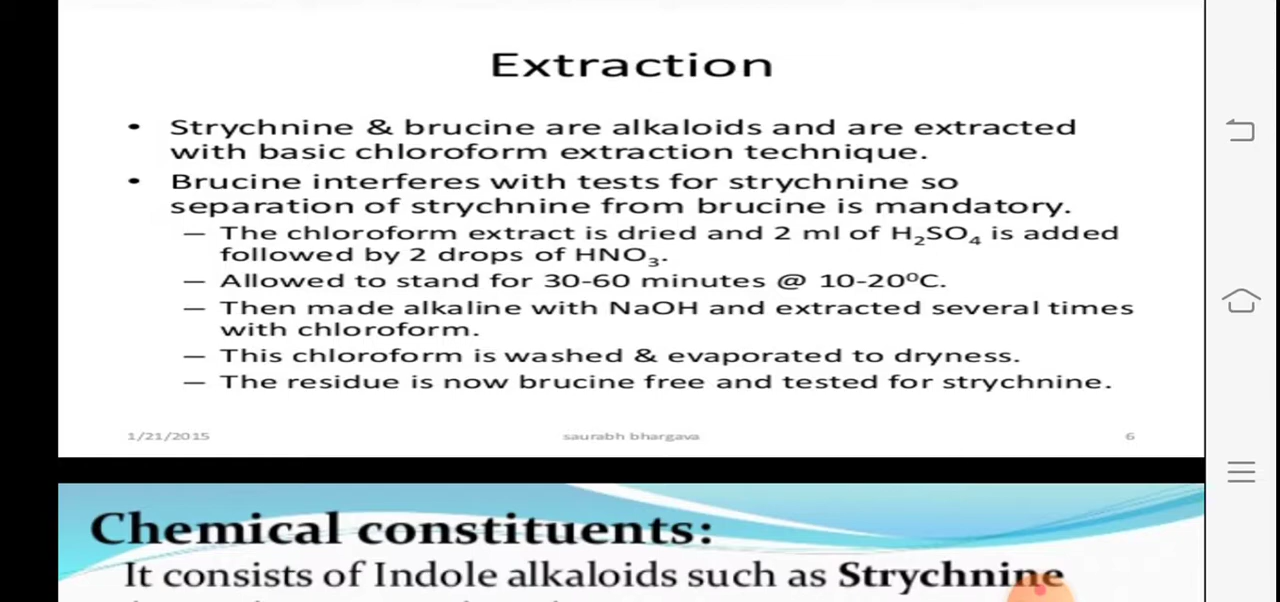 Extraction
• Strychnine & brucine are alkaloids and are extracted
with basic chloroform extraction technique.
• Brucine interferes with tests for strychnine so
separation of strychnine from brucine is mandatory.
– The chloroform extract is dried and 2 ml of H₂SO₄ is added
followed by 2 drops of HNO₃.
– Allowed to stand for 30-60 minutes @ 10-20⁰C.
– Then made alkaline with NaOH and extracted several times
with chloroform.
– This chloroform is washed & evaporated to dryness.
– The residue is now brucine free and tested for strychnine.
1/21/2015 saurabh bhargava 6
Chemical constituents:
It consists of Indole alkaloids such as Strychnine